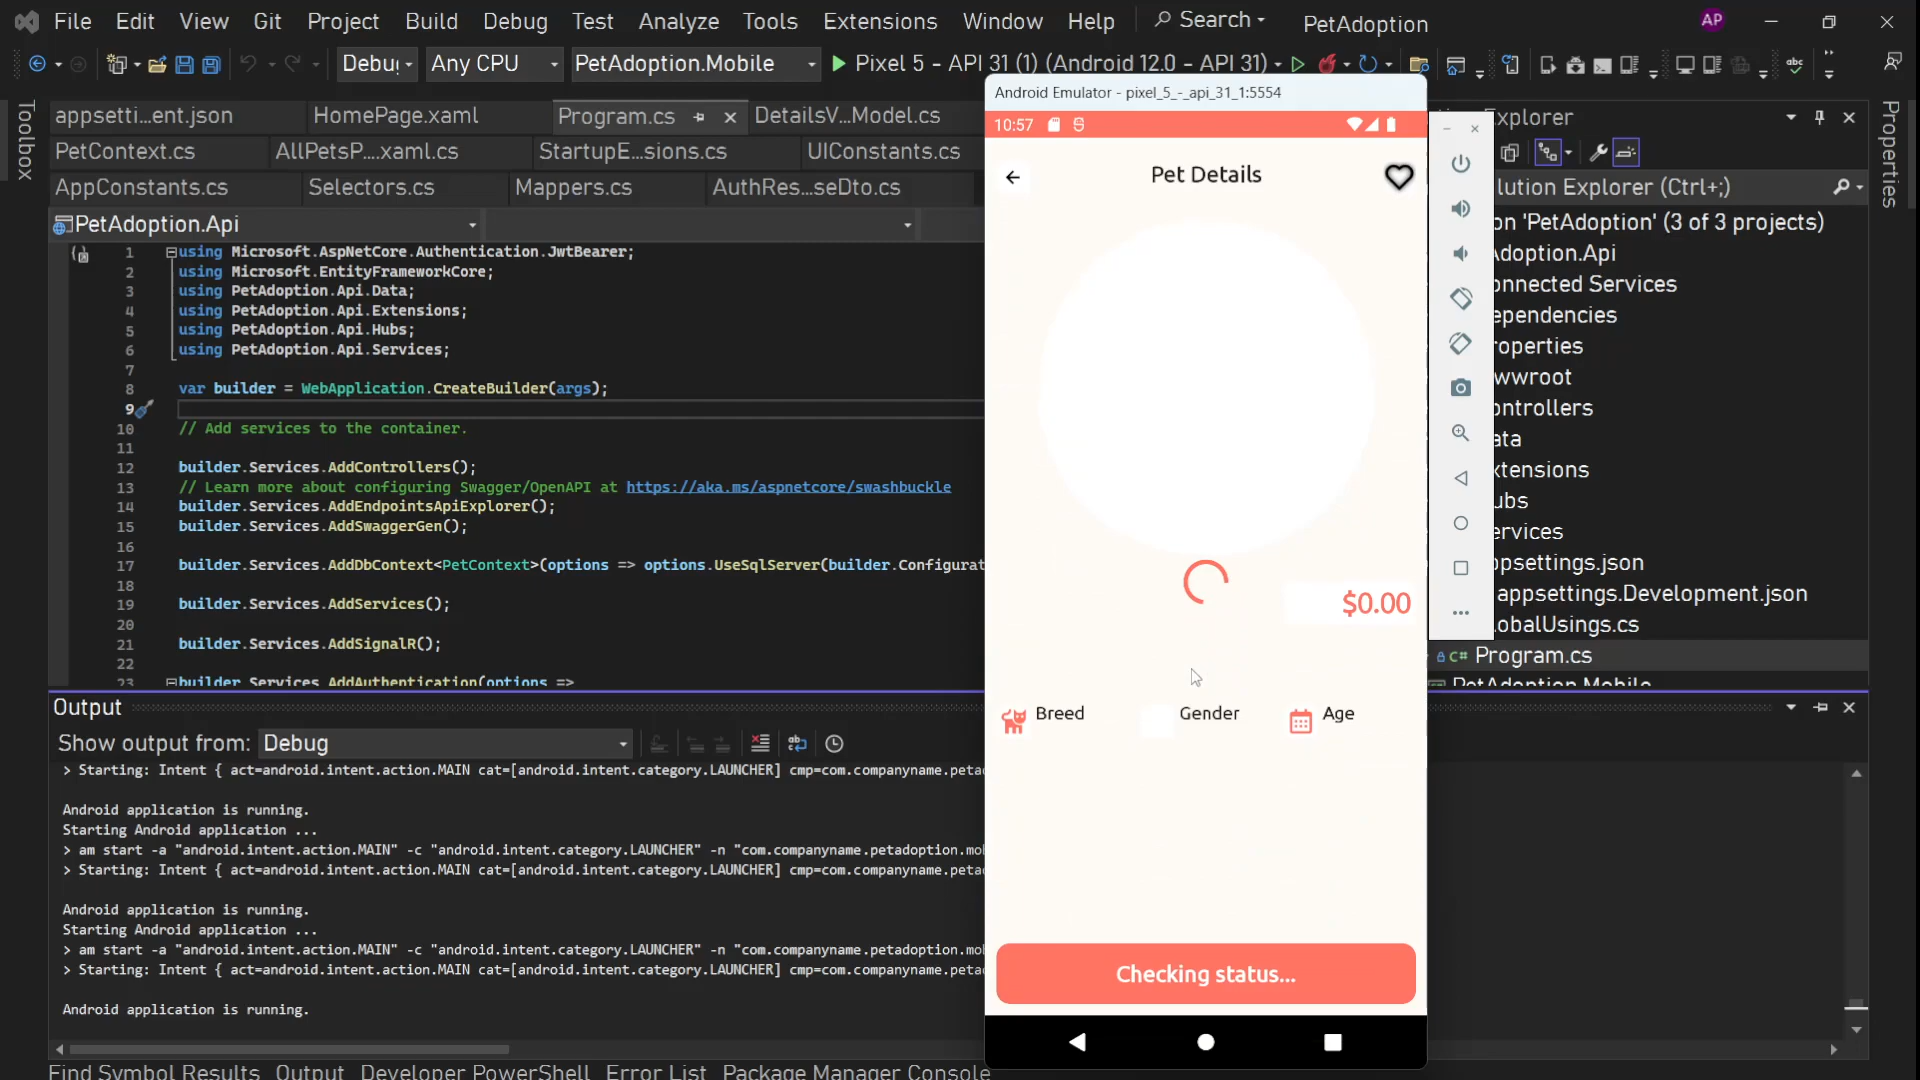 File Edit View Git Project Build Debug Test Analyze Tools Extensions Window Help Search PetAdoption AP
Debug Any CPU PetAdoption.Mobile Pixel 5 - API 31 (1) (Android 12.0 - API 31)
Toolbox
appsetti...ent.json HomePage.xaml Program.cs DetailsV...Model.cs
PetContext.cs AllPetsP....xaml.cs StartupE...sions.cs UIConstants.cs
AppConstants.cs Selectors.cs Mappers.cs AuthRes...seDto.cs
PetAdoption.Api
1 using Microsoft.AspNetCore.Authentication.JwtBearer;
2 using Microsoft.EntityFrameworkCore;
3 using PetAdoption.Api.Data;
4 using PetAdoption.Api.Extensions;
5 using PetAdoption.Api.Hubs;
6 using PetAdoption.Api.Services;
7
8 var builder = WebApplication.CreateBuilder(args);
9
10 // Add services to the container.
11
12 builder.Services.AddControllers();
13 // Learn more about configuring Swagger/OpenAPI at https://aka.ms/aspnetcore/swashbuckle
14 builder.Services.AddEndpointsApiExplorer();
15 builder.Services.AddSwaggerGen();
16
17 builder.Services.AddDbContext<PetContext>(options => options.UseSqlServer(builder.Configurat
18
19 builder.Services.AddServices();
20
21 builder.Services.AddSignalR();
22
23 builder.Services.AddAuthentication(options =>
Output
Show output from: Debug
> Starting: Intent { act=android.intent.action.MAIN cat=[android.intent.category.LAUNCHER] cmp=com.companyname.petad
Android application is running.
Starting Android application ...
> am start -a "android.intent.action.MAIN" -c "android.intent.category.LAUNCHER" -n "com.companyname.petadoption.mo
> Starting: Intent { act=android.intent.action.MAIN cat=[android.intent.category.LAUNCHER] cmp=com.companyname.petad
Android application is running.
Starting Android application ...
> am start -a "android.intent.action.MAIN" -c "android.intent.category.LAUNCHER" -n "com.companyname.petadoption.mo
> Starting: Intent { act=android.intent.action.MAIN cat=[android.intent.category.LAUNCHER] cmp=com.companyname.petad
Android application is running.
Find Symbol Results Output Developer PowerShell Error List Package Manager Console
Android Emulator - pixel_5_-_api_31_1:5554
10:57
Pet Details
$0.00
Breed Gender Age
Checking status...
xplorer
lution Explorer (Ctrl+;)
on 'PetAdoption' (3 of 3 projects)
doption.Api
onnected Services
ependencies
roperties
wwroot
ontrollers
ata
xtensions
ubs
ervices
ppsettings.json
appsettings.Development.json
lobalUsings.cs
C# Program.cs
PetAdoption.Mobile
Properties